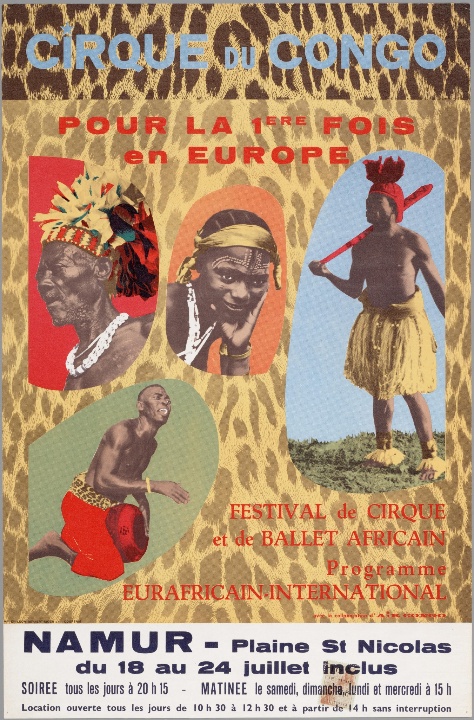 CÎRQUE DU CONGO
POUR LA 1ERE FOIS
en EUROPE
FESTIVAL de CIRQUE
et de BALLET AFRICAIN
Programme
EURAFRICAIN-INTERNATIONAL
NAMUR - Plaine St Nicolas
du 18 au 24 juillet inclus
SOIREE tous les jours à 20 h 15 - MATINEE le samedi, dimanche, lundi et mercredi à 15 h
Location ouverte tous les jours de 10 h 30 à 12 h 30 et à partir de 14 h sans interruption